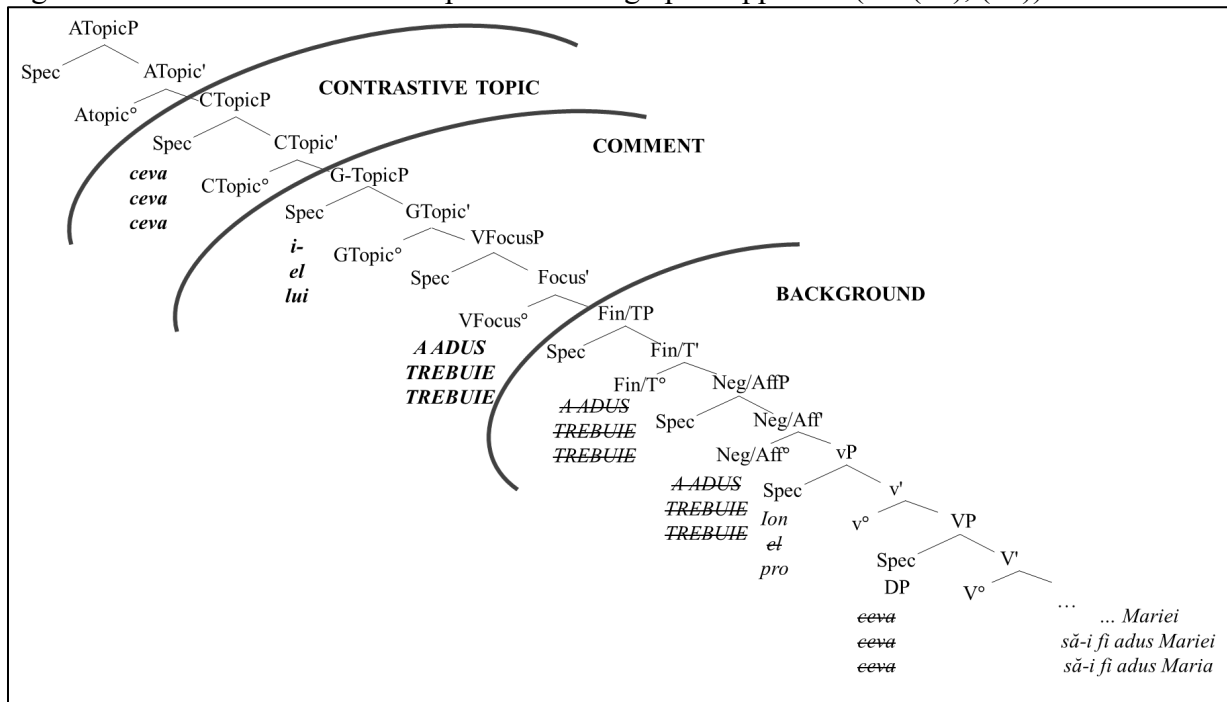 ATopicP
Spec ATopic'
CONTRASTIVE TOPIC
Atopic° CTopicP
Spec CTopic'
COMMENT
ceva
ceva
ceva
CTopic° G-TopicP
Spec GTopic'
i-
el
lui
GTopic° VFocusP
Spec Focus'
BACKGROUND
VFocus° Fin/TP
A ADUS
TREBUIE
TREBUIE
Spec Fin/T'
Fin/T° Neg/AffP
A ADUS
TREBUIE
TREBUIE
Spec Neg/Aff'
Neg/Aff° vP
A ADUS
TREBUIE
TREBUIE
Spec v'
Ion
el
pro
v° VP
Spec V'
DP V°
…
ceva ... Mariei
ceva să-i fi adus Mariei
ceva să-i fi adus Maria